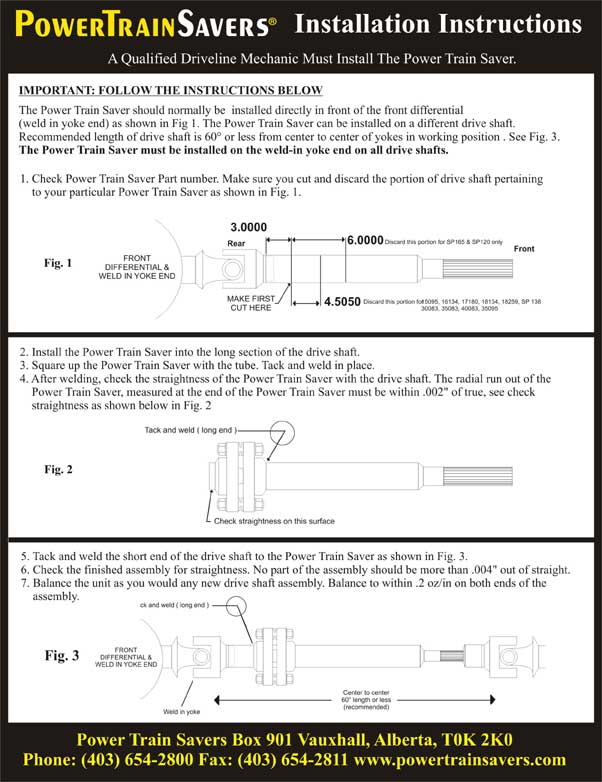 PowerTrainSavers® Installation Instructions
A Qualified Driveline Mechanic Must Install The Power Train Saver.
IMPORTANT: FOLLOW THE INSTRUCTIONS BELOW
The Power Train Saver should normally be installed directly in front of the front differential
(weld in yoke end) as shown in Fig 1. The Power Train Saver can be installed on a different drive shaft.
Recommended length of drive shaft is 60° or less from center to center of yokes in working position . See Fig. 3.
The Power Train Saver must be installed on the weld-in yoke end on all drive shafts.
1. Check Power Train Saver Part number. Make sure you cut and discard the portion of drive shaft pertaining
to your particular Power Train Saver as shown in Fig. 1.
3.0000
Rear
6.0000 Discard this portion for SP165 & SP120 only
Front
Fig. 1
FRONT
DIFFERENTIAL &
WELD IN YOKE END
MAKE FIRST
CUT HERE
4.5050 Discard this portion for 15095, 16134, 17180, 18134, 18259, SP 138
30083, 35083, 40083, 35095
2. Install the Power Train Saver into the long section of the drive shaft.
3. Square up the Power Train Saver with the tube. Tack and weld in place.
4. After welding, check the straightness of the Power Train Saver with the drive shaft. The radial run out of the
Power Train Saver, measured at the end of the Power Train Saver must be within .002" of true, see check
straightness as shown below in Fig. 2
Tack and weld ( long end )
Fig. 2
Check straightness on this surface
5. Tack and weld the short end of the drive shaft to the Power Train Saver as shown in Fig. 3.
6. Check the finished assembly for straightness. No part of the assembly should be more than .004" out of straight.
7. Balance the unit as you would any new drive shaft assembly. Balance to within .2 oz/in on both ends of the
assembly.
ck and weld ( long end )
Fig. 3
FRONT
DIFFERENTIAL &
WELD IN YOKE END
Weld in yoke
Center to center
60° length or less
(recommended)
Power Train Savers Box 901 Vauxhall, Alberta, T0K 2K0
Phone: (403) 654-2800 Fax: (403) 654-2811 www.powertrainsavers.com